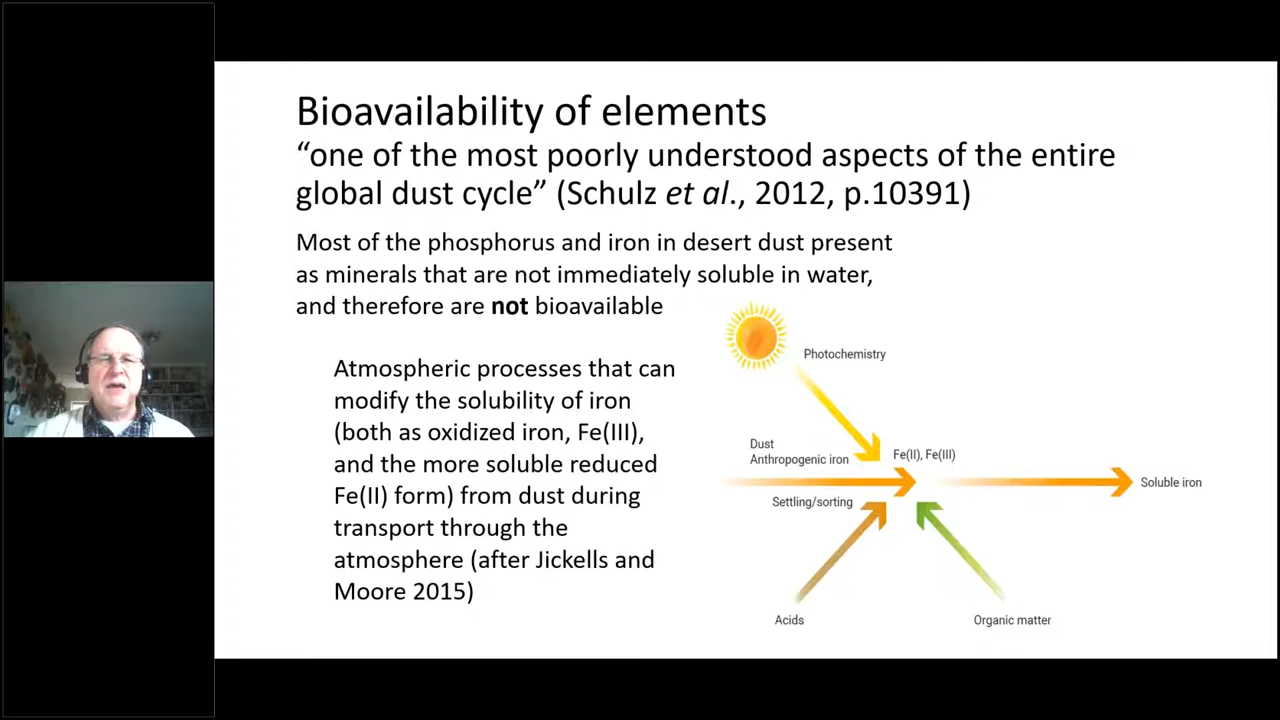 Bioavailability of elements
“one of the most poorly understood aspects of the entire
global dust cycle” (Schulz et al., 2012, p.10391)
Most of the phosphorus and iron in desert dust present
as minerals that are not immediately soluble in water,
and therefore are not bioavailable
Atmospheric processes that can
modify the solubility of iron
(both as oxidized iron, Fe(III),
and the more soluble reduced
Fe(II) form) from dust during
transport through the
atmosphere (after Jickells and
Moore 2015)
Photochemistry
Dust
Anthropogenic iron
Fe(II), Fe(III)
Settling/sorting
Soluble iron
Acids
Organic matter